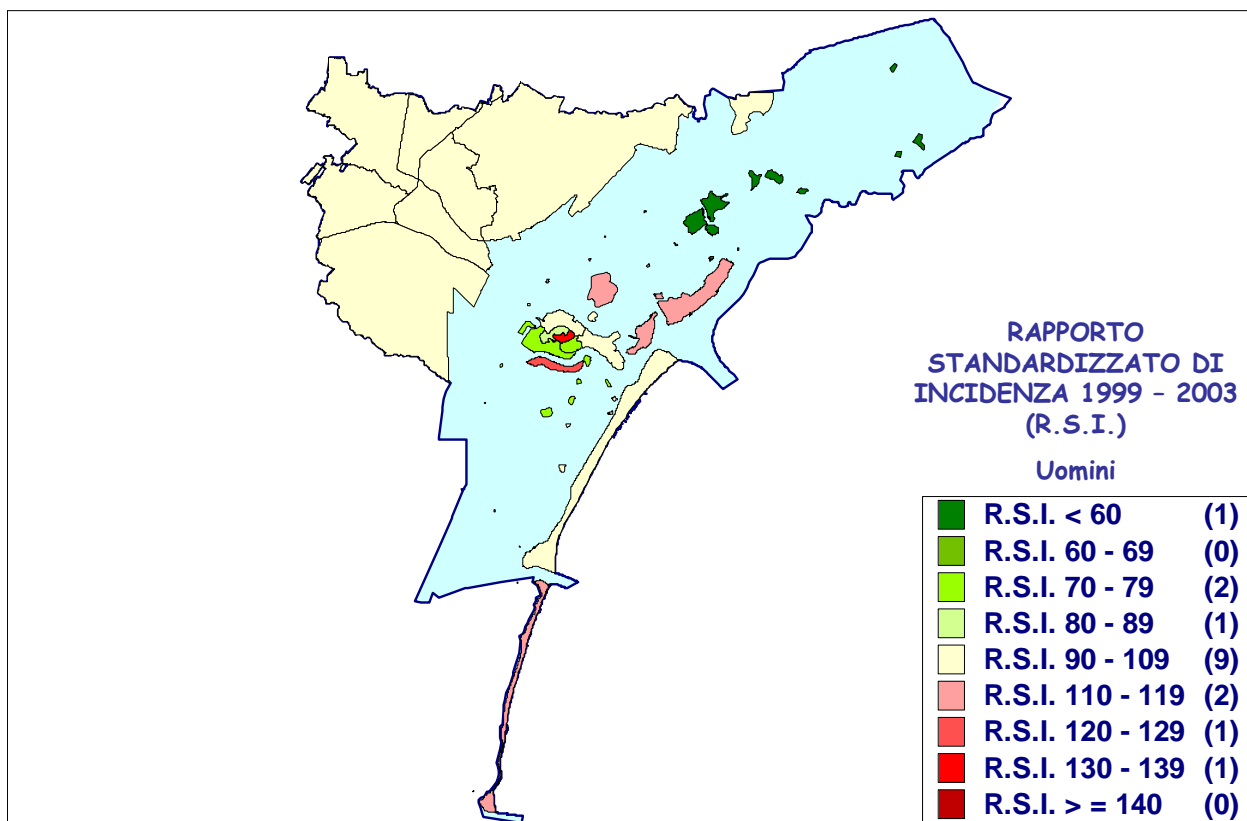 RAPPORTO
STANDARDIZZATO DI
INCIDENZA 1999 – 2003
(R.S.I.)
Uomini
R.S.I. < 60 (1)
R.S.I. 60 - 69 (0)
R.S.I. 70 - 79 (2)
R.S.I. 80 - 89 (1)
R.S.I. 90 - 109 (9)
R.S.I. 110 - 119 (2)
R.S.I. 120 - 129 (1)
R.S.I. 130 - 139 (1)
R.S.I. > = 140 (0)